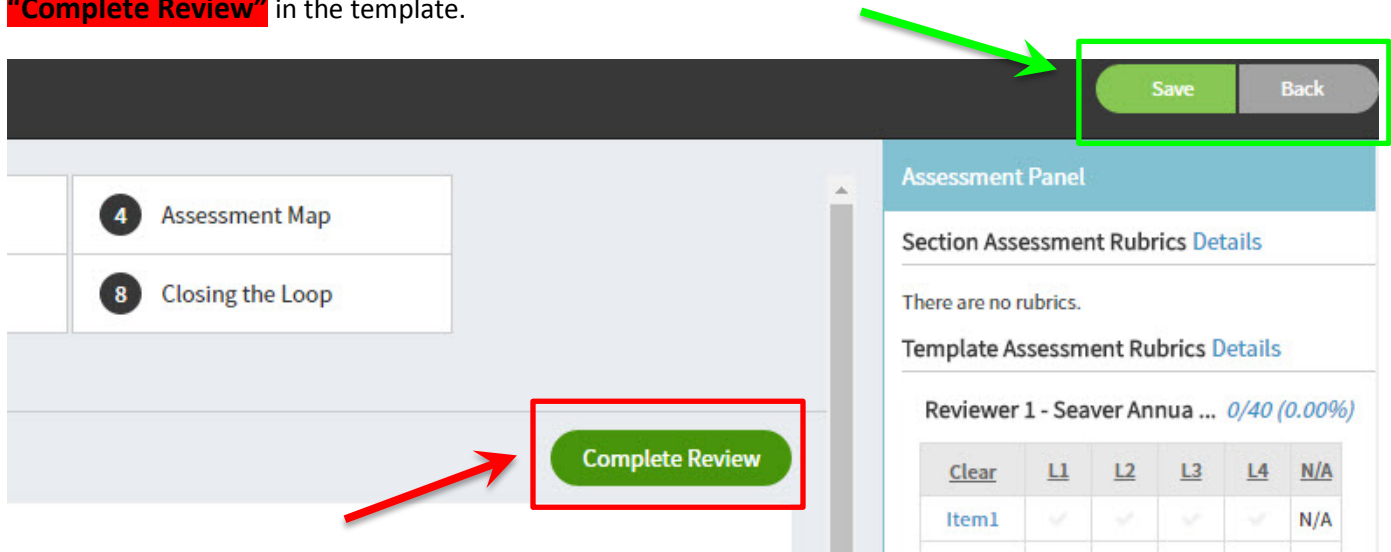 "Complete Review" in the template.
Save
Back
4 Assessment Map
8 Closing the Loop
Complete Review
Assessment Panel
Section Assessment Rubrics Details
There are no rubrics.
Template Assessment Rubrics Details
Reviewer 1 - Seaver Annua ... 0/40 (0.00%)
Clear L1 L2 L3 L4 N/A
Item1 N/A